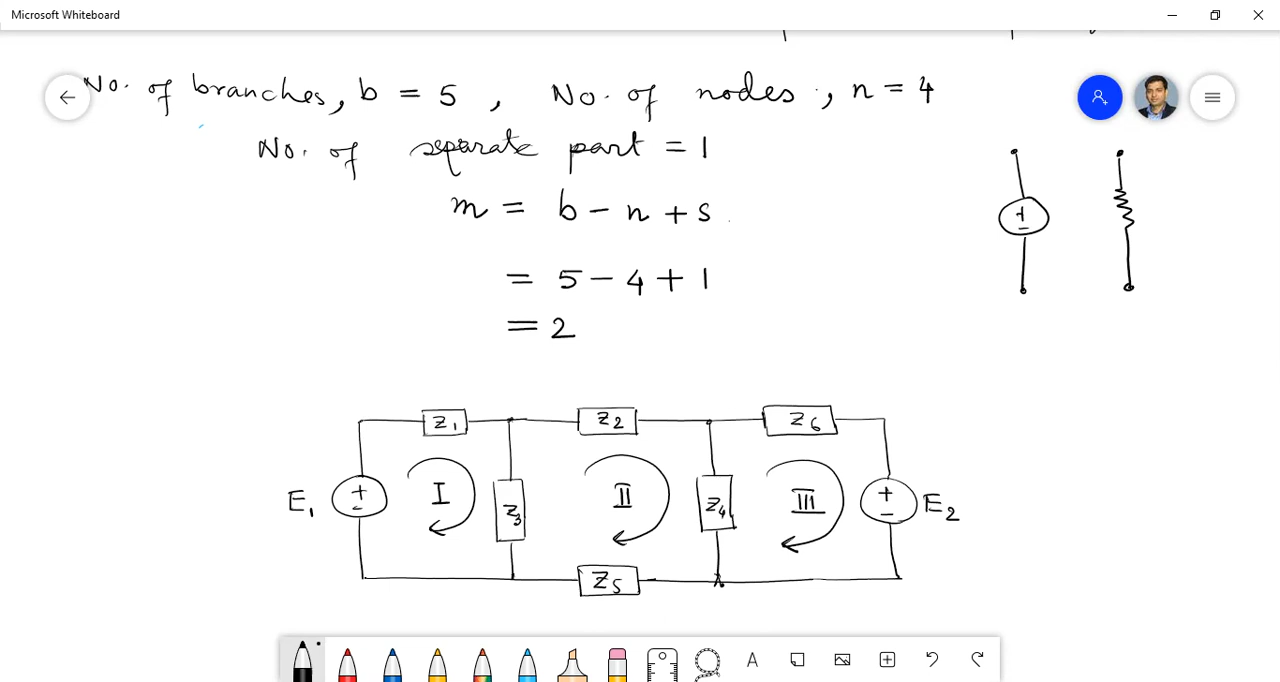 Microsoft Whiteboard
No. of branches, b = 5 , No. of nodes , n = 4
No. of separate part = 1
m = b - n + s
= 5 - 4 + 1
= 2
+
-
Z1 Z2 Z6
E1 + - I Z3 II Z4 III + - E2
Z5
A